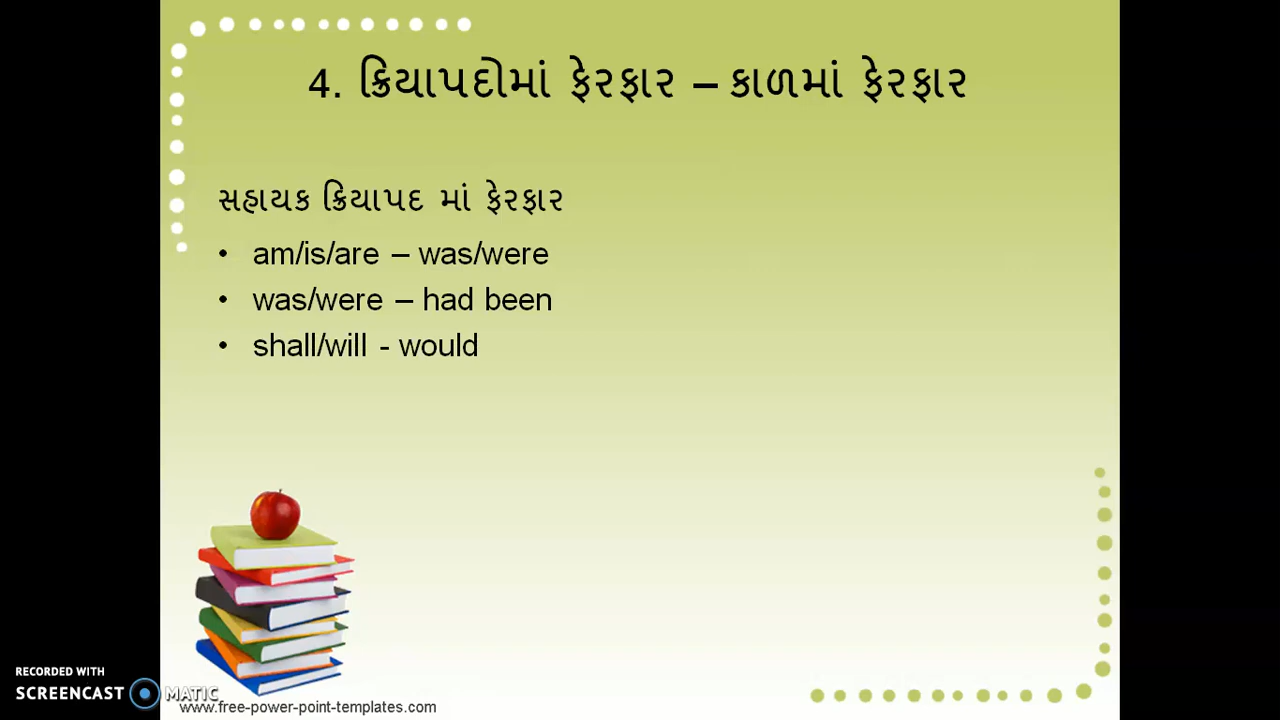 4. ક્રિયાપદોમાં ફેરફાર – કાળમાં ફેરફાર
સહાયક ક્રિયાપદ માં ફેરફાર
• am/is/are – was/were
• was/were – had been
• shall/will - would
RECORDED WITH
SCREENCAST MATIC
www.free-power-point-templates.com